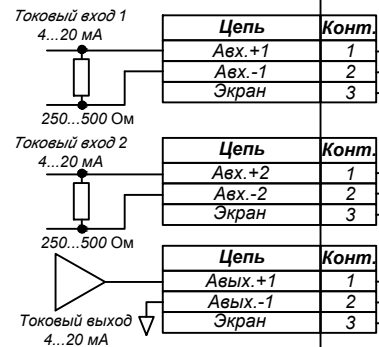 Токовый вход 1
4...20 мА
250...500 Ом
Цепь Конт.
Авх.+1 1
Авх.-1 2
Экран 3
Токовый вход 2
4...20 мА
250...500 Ом
Цепь Конт.
Авх.+2 1
Авх.-2 2
Экран 3
Токовый выход
4...20 мА
Цепь Конт.
Авых.+1 1
Авых.-1 2
Экран 3